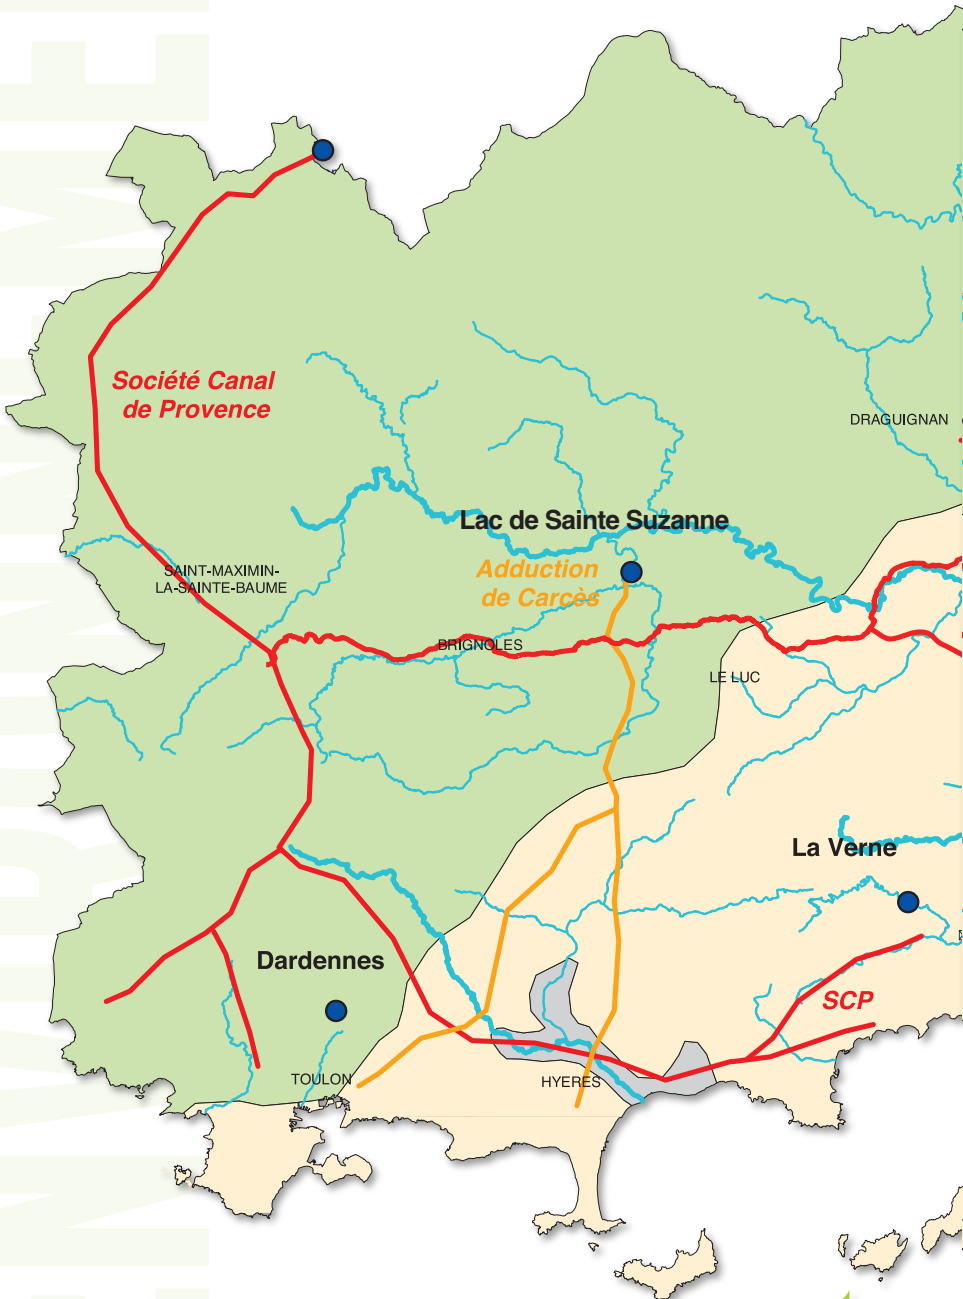 Société Canal
de Provence
DRAGUIGNAN
Lac de Sainte Suzanne
SAINT-MAXIMIN-
LA-SAINTE-BAUME
Adduction
de Carcès
BRIGNOLES
LE LUC
La Verne
Dardennes
SCP
TOULON
HYERES